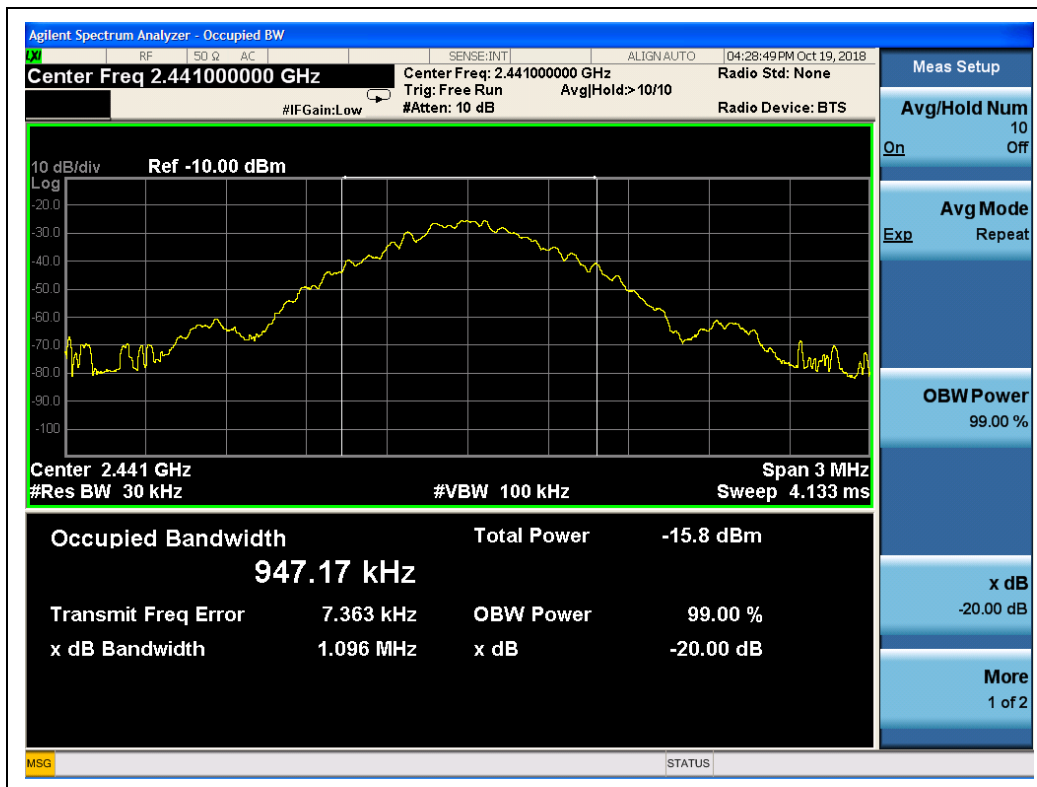 Agilent Spectrum Analyzer - Occupied BW
LXI RF 50 Ω AC SENSE:INT ALIGN AUTO 04:28:49 PM Oct 19, 2018
Center Freq 2.441000000 GHz
Center Freq: 2.441000000 GHz
Radio Std: None
Trig: Free Run Avg|Hold:> 10/10
#IFGain:Low
#Atten: 10 dB
Radio Device: BTS
10 dB/div Ref -10.00 dBm
Log
-20.0
-30.0
-40.0
-50.0
-60.0
-70.0
-80.0
-90.0
-100
Center 2.441 GHz Span 3 MHz
#Res BW 30 kHz #VBW 100 kHz Sweep 4.133 ms
Occupied Bandwidth Total Power -15.8 dBm
947.17 kHz
Transmit Freq Error 7.363 kHz OBW Power 99.00 %
x dB Bandwidth 1.096 MHz x dB -20.00 dB
Meas Setup
Avg/Hold Num
10
On Off
Avg Mode
Exp Repeat
OBW Power
99.00 %
x dB
-20.00 dB
More
1 of 2
MSG STATUS